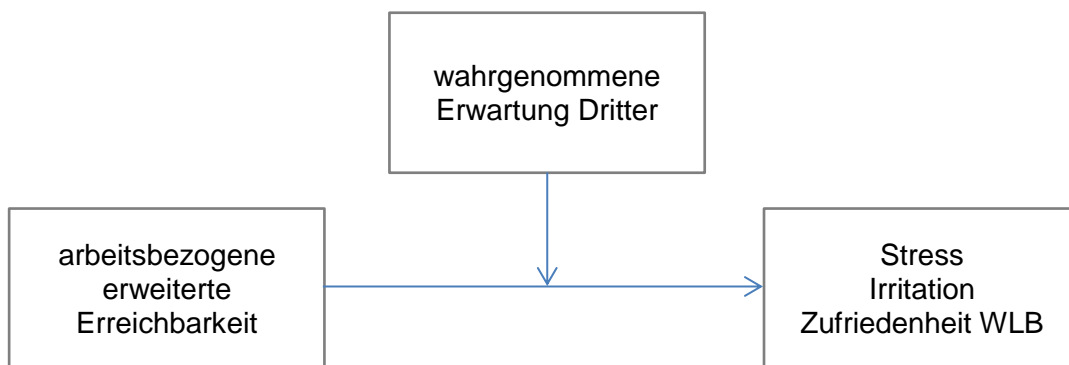 wahrgenommene
Erwartung Dritter
arbeitsbezogene
erweiterte
Erreichbarkeit
Stress
Irritation
Zufriedenheit WLB